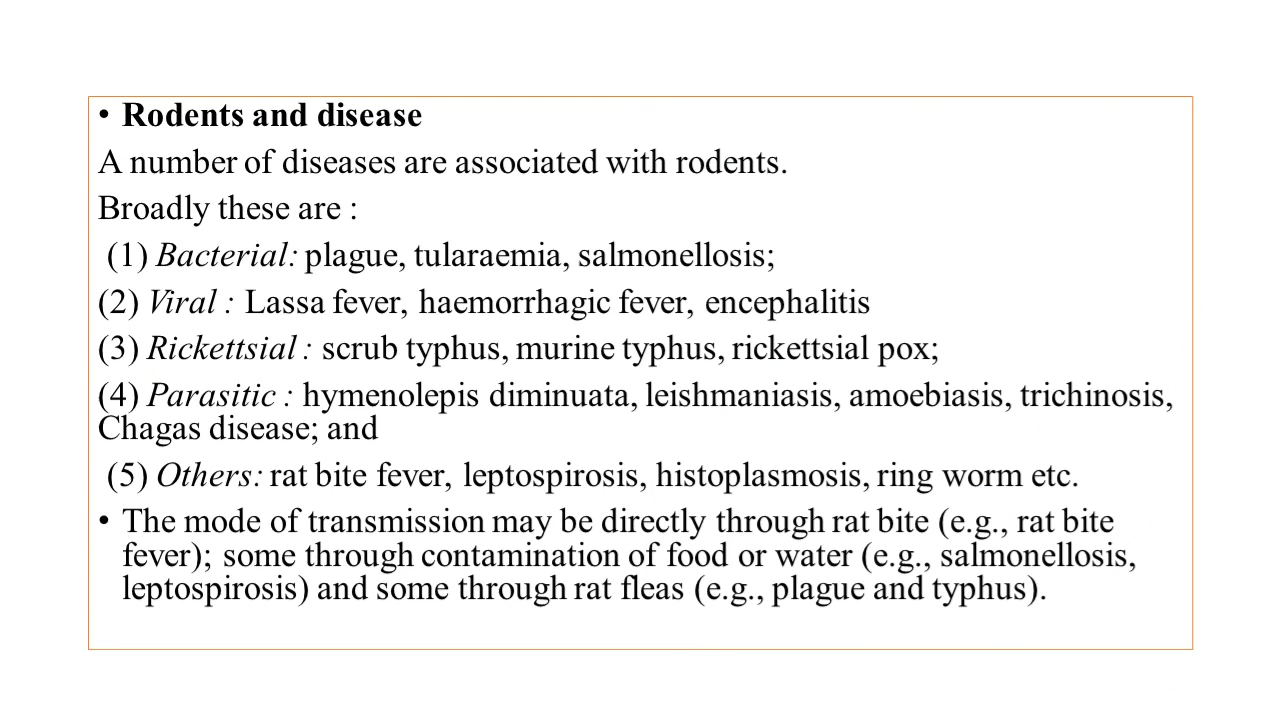 • Rodents and disease
A number of diseases are associated with rodents.
Broadly these are :
(1) Bacterial: plague, tularaemia, salmonellosis;
(2) Viral : Lassa fever, haemorrhagic fever, encephalitis
(3) Rickettsial : scrub typhus, murine typhus, rickettsial pox;
(4) Parasitic : hymenolepis diminuata, leishmaniasis, amoebiasis, trichinosis,
Chagas disease; and
(5) Others: rat bite fever, leptospirosis, histoplasmosis, ring worm etc.
• The mode of transmission may be directly through rat bite (e.g., rat bite
fever); some through contamination of food or water (e.g., salmonellosis,
leptospirosis) and some through rat fleas (e.g., plague and typhus).